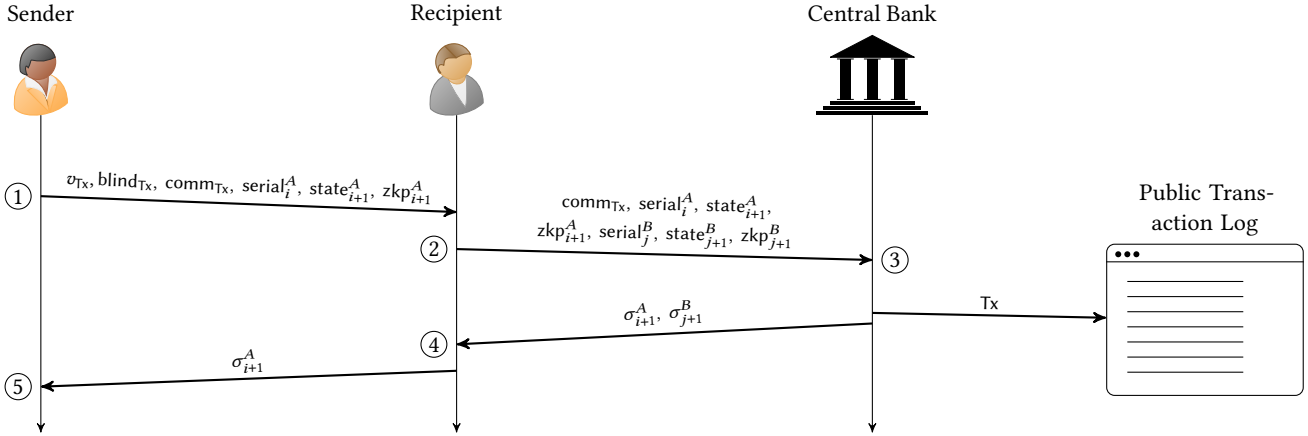 Sender
Recipient
Central Bank
① v_Tx, blind_Tx, comm_Tx, serial_i^A, state_{i+1}^A, zkp_{i+1}^A
comm_Tx, serial_i^A, state_{i+1}^A,
zkp_{i+1}^A, serial_j^B, state_{j+1}^B, zkp_{j+1}^B
②
③
Public Trans-
action Log
Tx
σ_{i+1}^A, σ_{j+1}^B
④
σ_{i+1}^A
⑤